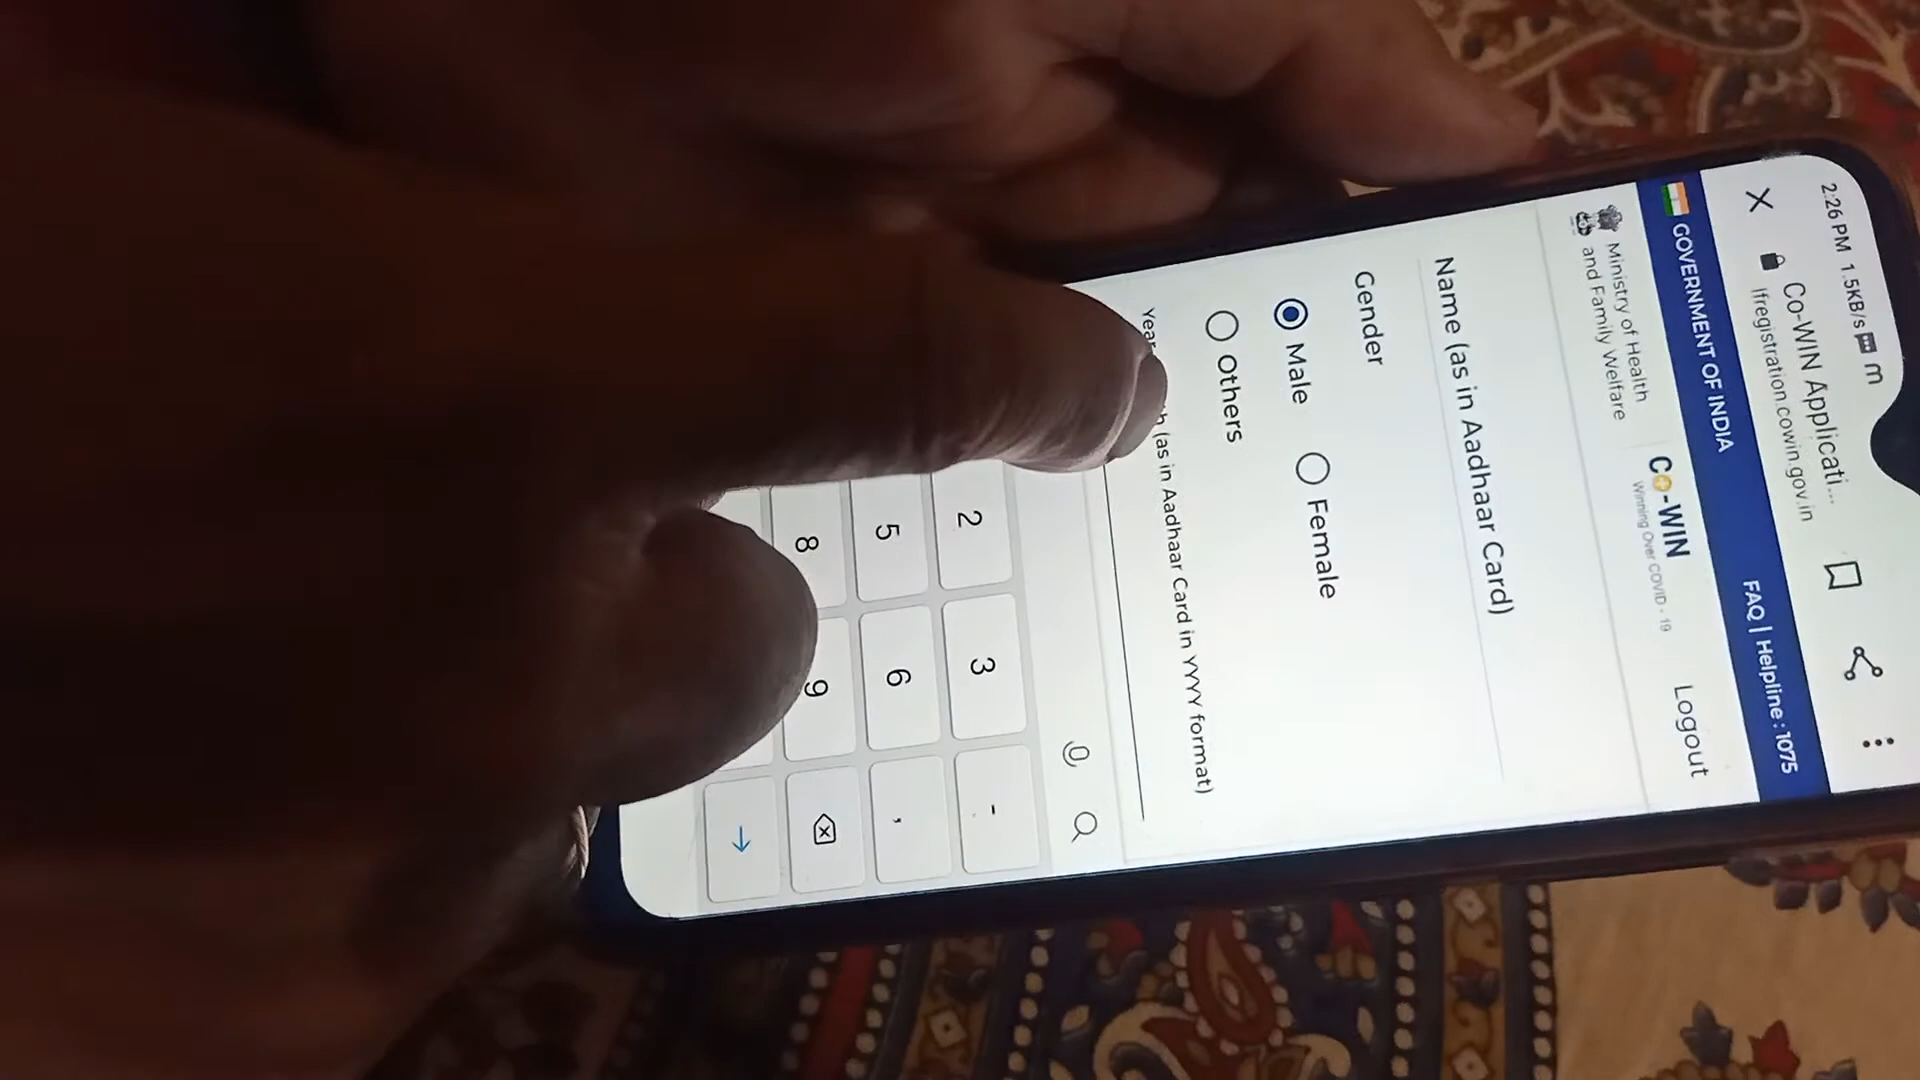 2:26 PM 1.5KB/s m
Co-WIN Applicati...
lfregistration.cowin.gov.in
GOVERNMENT OF INDIA FAQ | Helpline : 1075
Ministry of Health
and Family Welfare
Co-WIN
Winning Over COVID - 19
Logout
Name (as in Aadhaar Card)
Gender
Male Female
Others
Year (as in Aadhaar Card in YYYY format)
2 3 -
5 6 ,
8 9